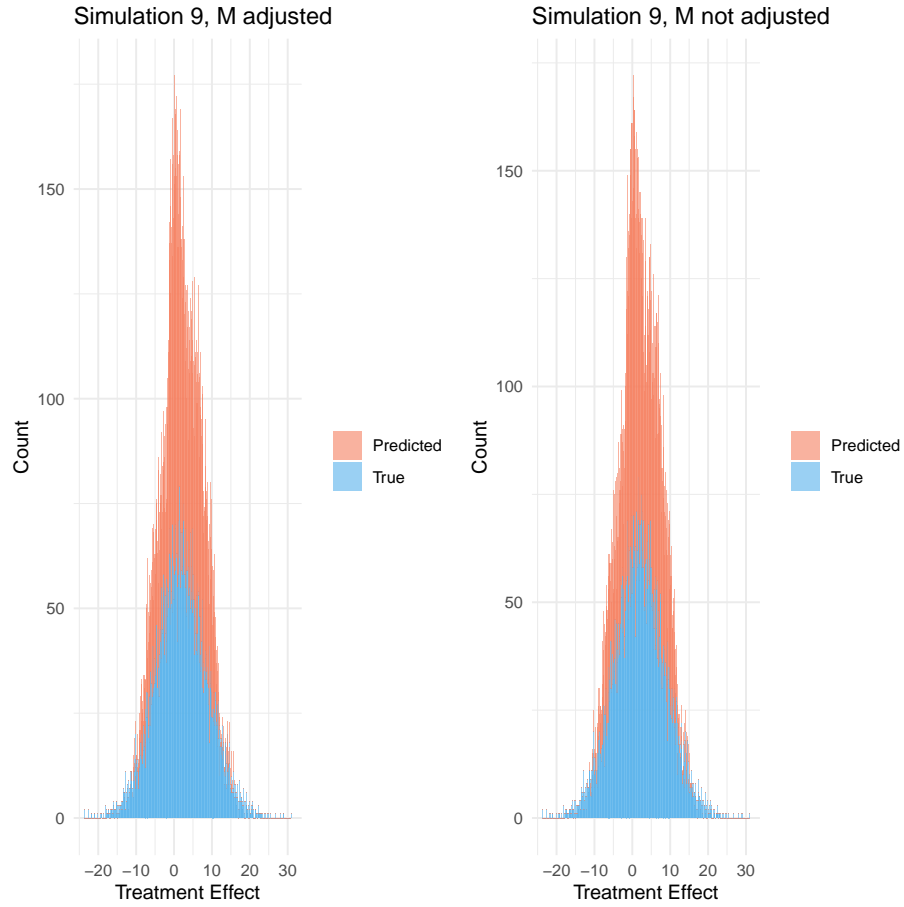 Simulation 9, M adjusted
150
100
50
0
Count
−20 −10 0 10 20 30
Treatment Effect
Predicted
True
Simulation 9, M not adjusted
150
100
50
0
Count
−20 −10 0 10 20 30
Treatment Effect
Predicted
True